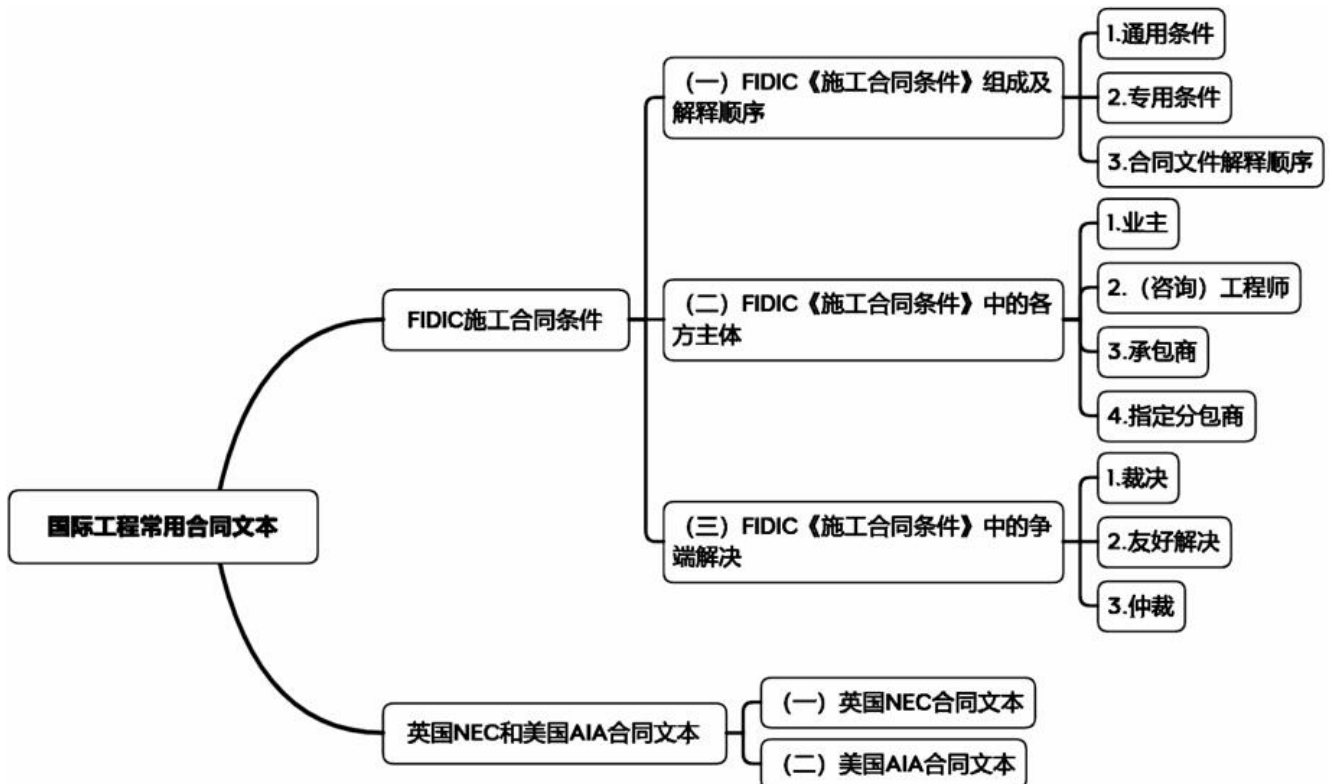 国际工程常用合同文本
FIDIC施工合同条件
（一）FIDIC《施工合同条件》组成及
解释顺序
1.通用条件
2.专用条件
3.合同文件解释顺序
（二）FIDIC《施工合同条件》中的各
方主体
1.业主
2.（咨询）工程师
3.承包商
4.指定分包商
（三）FIDIC《施工合同条件》中的争
端解决
1.裁决
2.友好解决
3.仲裁
英国NEC和美国AIA合同文本
（一）英国NEC合同文本
（二）美国AIA合同文本